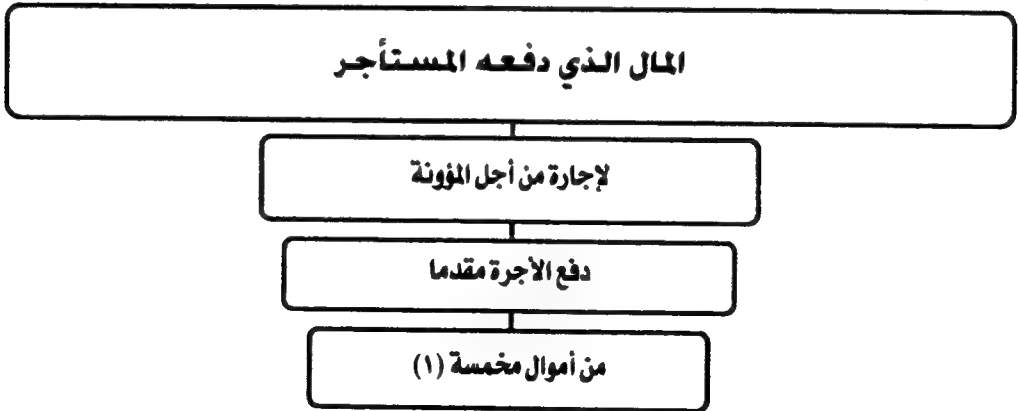 المال الذي دفعه المستأجر
لإجارة من أجل المؤونة
دفع الأجرة مقدما
من أموال مخمسة (١)